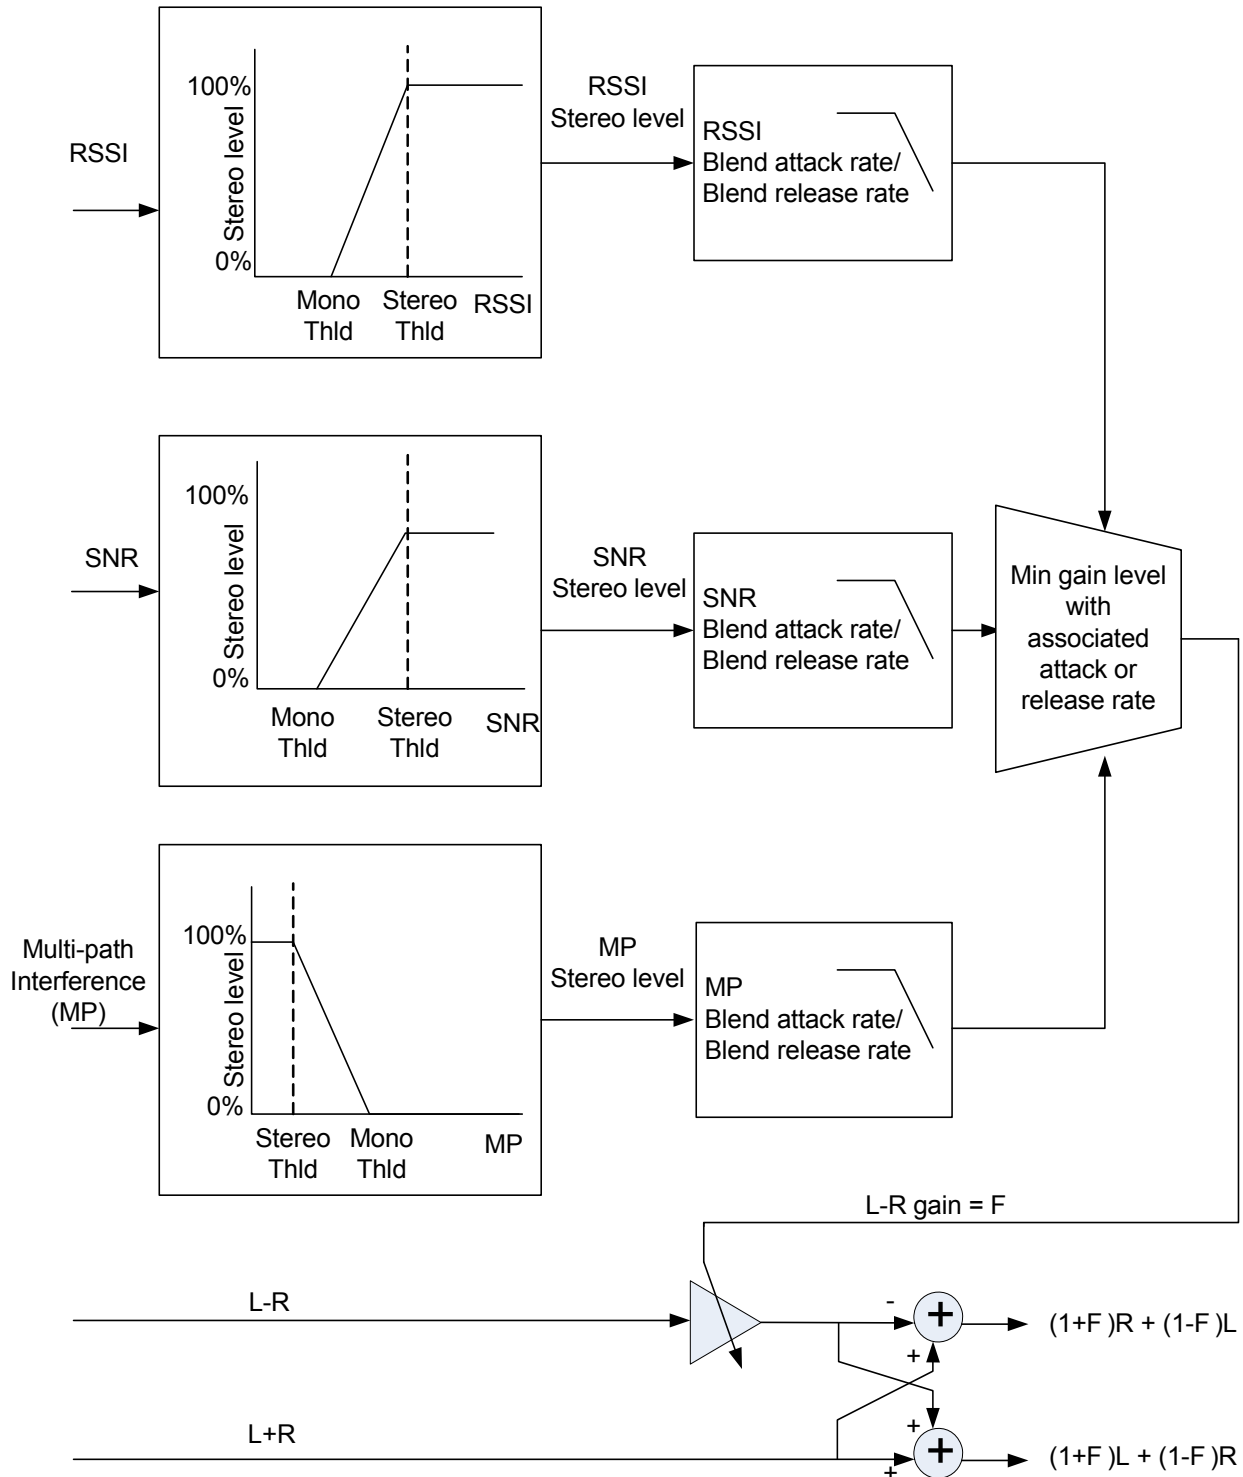 RSSI
100%
Stereo level
0%
Mono
Thld
Stereo
Thld
RSSI
RSSI
Stereo level
RSSI
Blend attack rate/
Blend release rate
SNR
100%
Stereo level
0%
Mono
Thld
Stereo
Thld
SNR
SNR
Stereo level
SNR
Blend attack rate/
Blend release rate
Min gain level
with
associated
attack or
release rate
Multi-path
Interference
(MP)
100%
Stereo level
0%
Stereo
Thld
Mono
Thld
MP
MP
Stereo level
MP
Blend attack rate/
Blend release rate
L-R gain = F
L-R
-
+
+
(1+F )R + (1-F )L
L+R
+
+
+
(1+F )L + (1-F )R